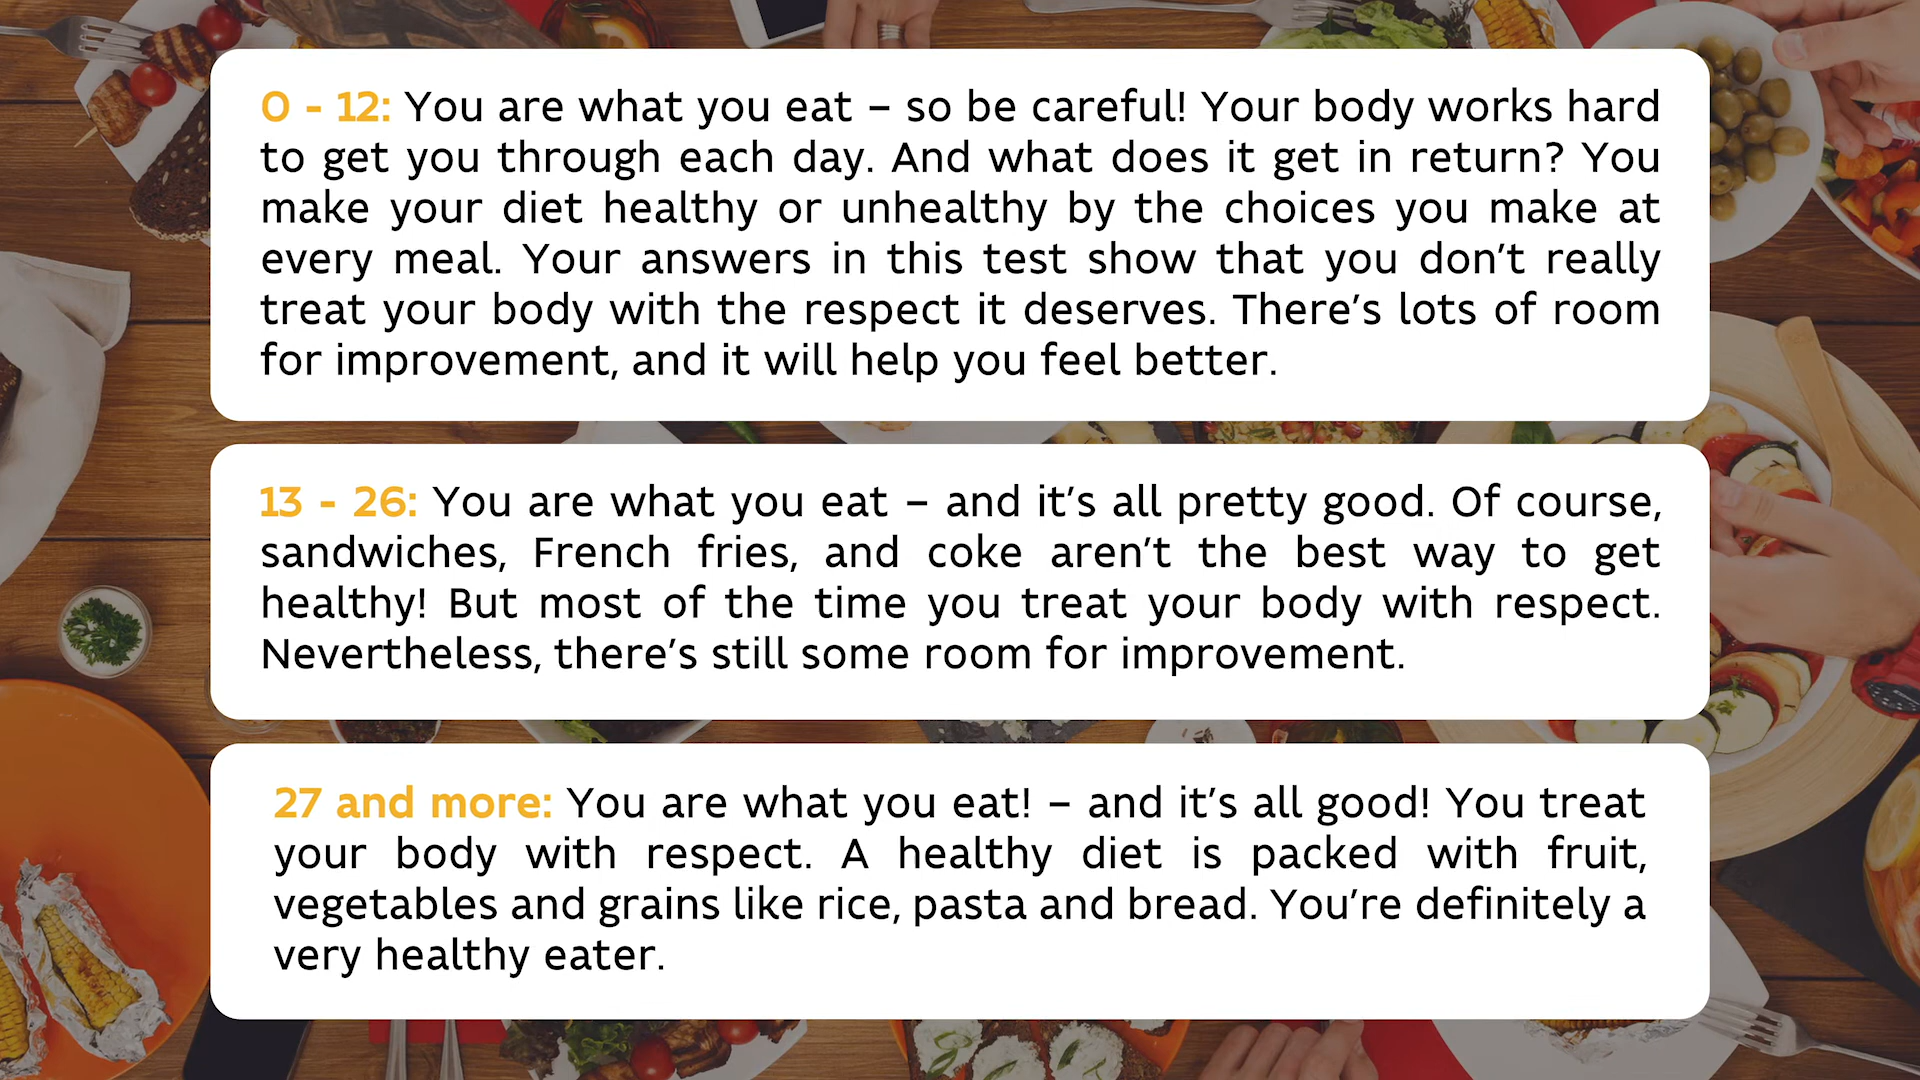 0 - 12: You are what you eat – so be careful! Your body works hard
to get you through each day. And what does it get in return? You
make your diet healthy or unhealthy by the choices you make at
every meal. Your answers in this test show that you don’t really
treat your body with the respect it deserves. There’s lots of room
for improvement, and it will help you feel better.
13 - 26: You are what you eat – and it’s all pretty good. Of course,
sandwiches, French fries, and coke aren’t the best way to get
healthy! But most of the time you treat your body with respect.
Nevertheless, there’s still some room for improvement.
27 and more: You are what you eat! – and it’s all good! You treat
your body with respect. A healthy diet is packed with fruit,
vegetables and grains like rice, pasta and bread. You’re definitely a
very healthy eater.